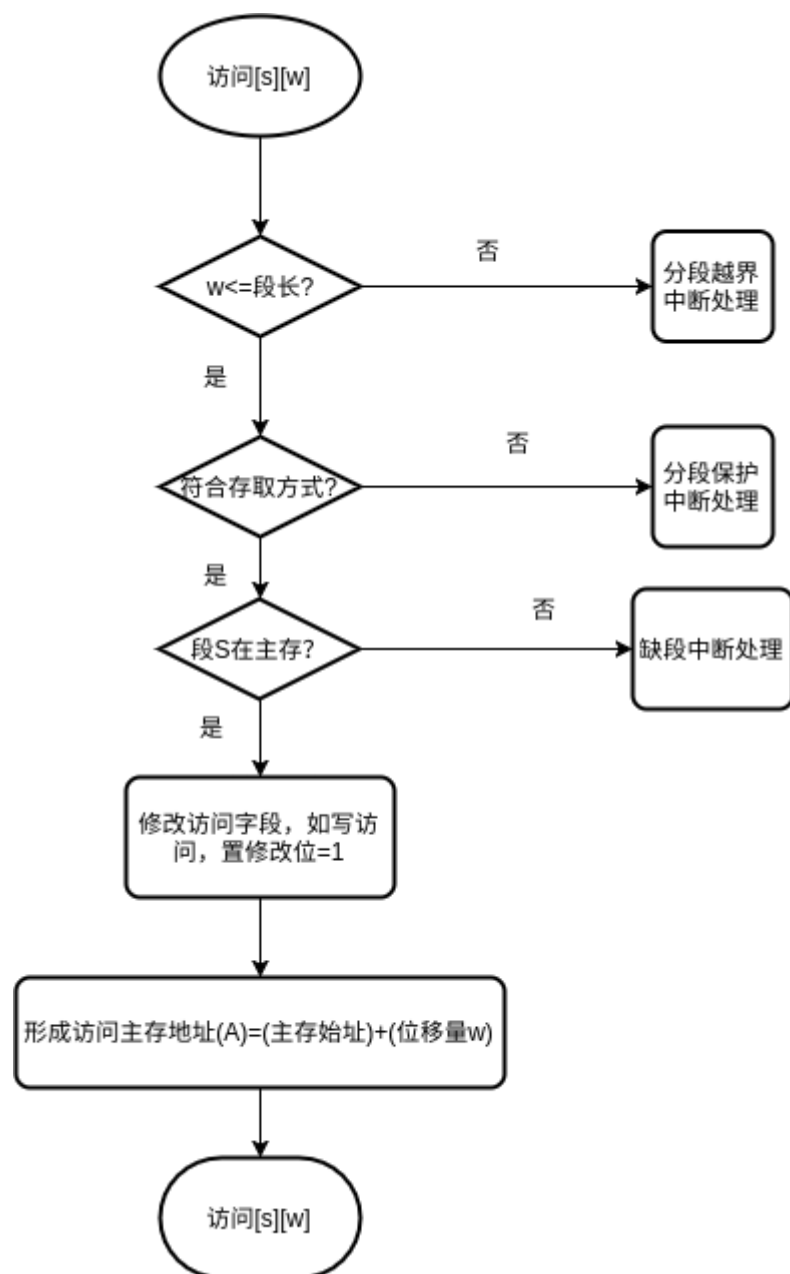 访问[s][w]
w<=段长?
否
分段越界
中断处理
是
符合存取方式?
否
分段保护
中断处理
是
段S在主存?
否
缺段中断处理
是
修改访问字段，如写访
问，置修改位=1
形成访问主存地址(A)=(主存始址)+(位移量w)
访问[s][w]